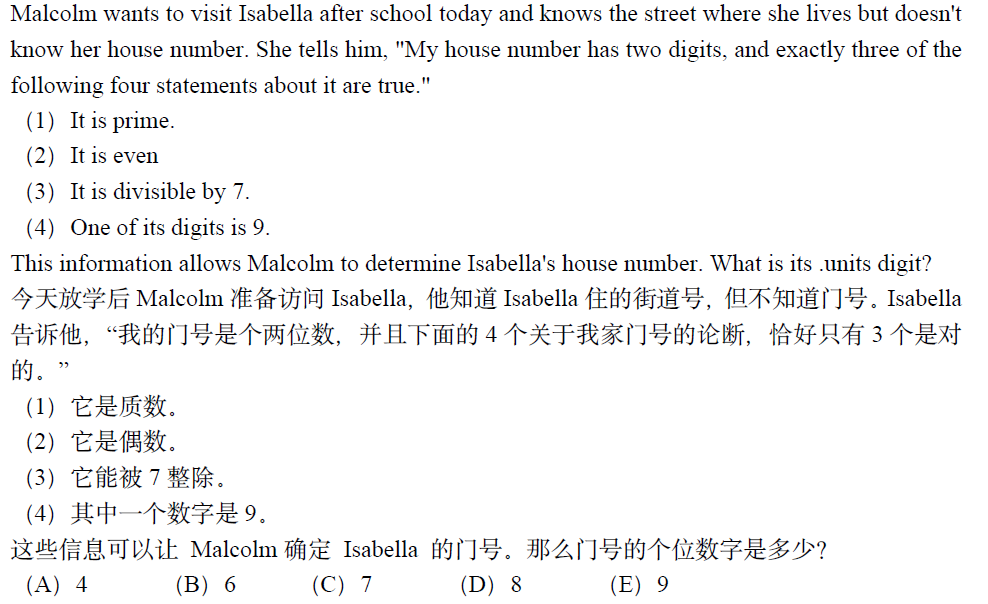 Malcolm wants to visit Isabella after school today and knows the street where she lives but doesn't
know her house number. She tells him, "My house number has two digits, and exactly three of the
following four statements about it are true."
（1）It is prime.
（2）It is even
（3）It is divisible by 7.
（4）One of its digits is 9.
This information allows Malcolm to determine Isabella's house number. What is its .units digit?
今天放学后 Malcolm 准备访问 Isabella，他知道 Isabella 住的街道号，但不知道门号。Isabella
告诉他，“我的门号是个两位数，并且下面的 4 个关于我家门号的论断，恰好只有 3 个是对
的。”
（1）它是质数。
（2）它是偶数。
（3）它能被 7 整除。
（4）其中一个数字是 9。
这些信息可以让 Malcolm 确定 Isabella 的门号。那么门号的个位数字是多少？
（A）4 （B）6 （C）7 （D）8 （E）9